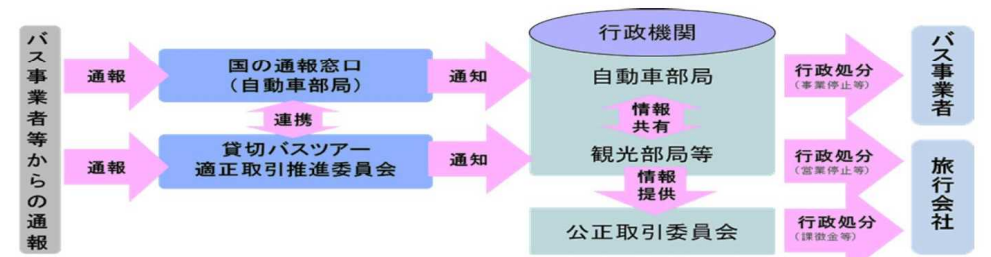 バス事業者等からの通報
通報
国の通報窓口
（自動車部局）
通知
連携
通報
貸切バスツアー
適正取引推進委員会
通知
行政機関
自動車部局
情報
共有
観光部局等
情報
提供
公正取引委員会
行政処分
（事業停止等）
行政処分
（営業停止等）
行政処分
（課徴金等）
バス事業者
旅行会社